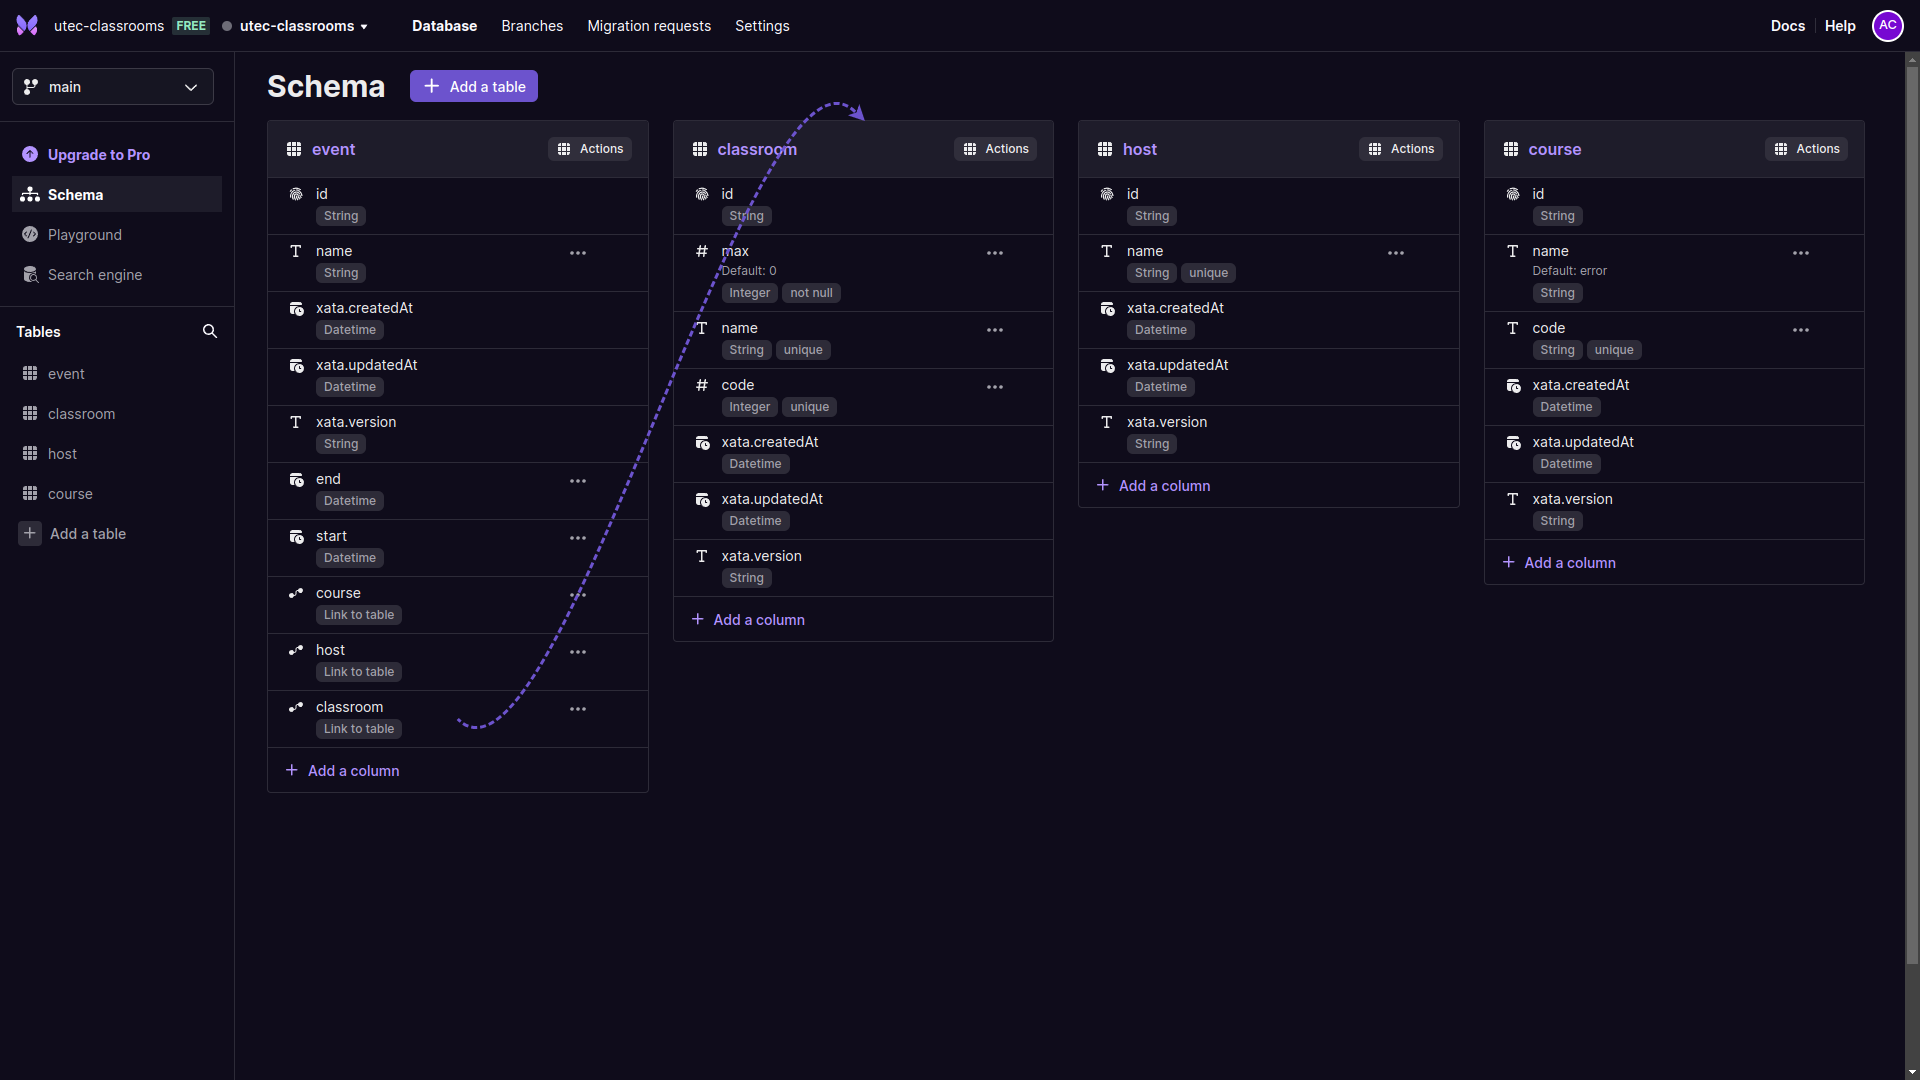 utec-classrooms FREE utec-classrooms Database Branches Migration requests Settings Docs Help AC
main
Upgrade to Pro
Schema
Playground
Search engine
Tables
event
classroom
host
course
Add a table
Schema Add a table
event Actions
id
String
name
String
xata.createdAt
Datetime
xata.updatedAt
Datetime
xata.version
String
end
Datetime
start
Datetime
course
Link to table
host
Link to table
classroom
Link to table
Add a column
classroom Actions
id
String
max
Default: 0
Integer not null
name
String unique
code
Integer unique
xata.createdAt
Datetime
xata.updatedAt
Datetime
xata.version
String
Add a column
host Actions
id
String
name
String unique
xata.createdAt
Datetime
xata.updatedAt
Datetime
xata.version
String
Add a column
course Actions
id
String
name
Default: error
String
code
String unique
xata.createdAt
Datetime
xata.updatedAt
Datetime
xata.version
String
Add a column